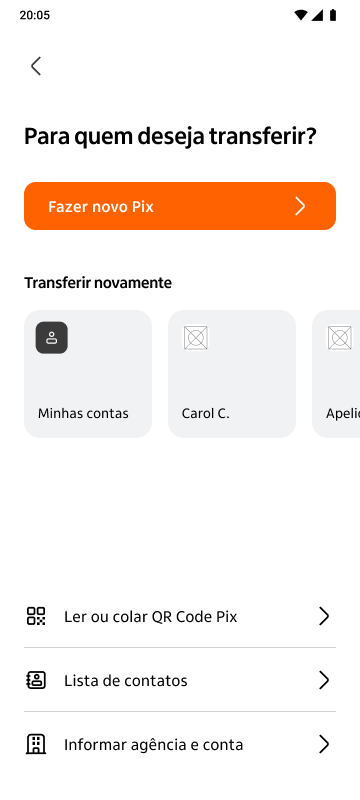 20:05
Para quem deseja transferir?
Fazer novo Pix
Transferir novamente
Minhas contas
Carol C.
Ler ou colar QR Code Pix
Lista de contatos
Informar agência e conta